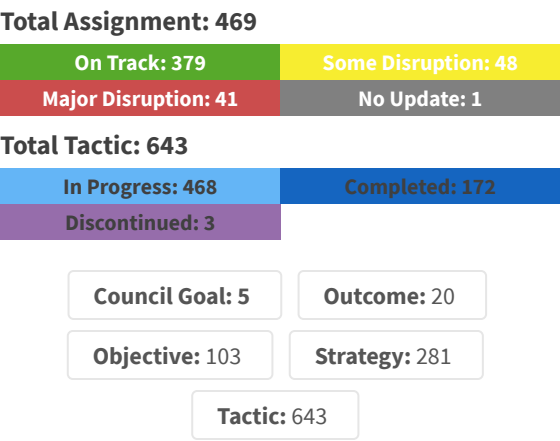 Total Assignment: 469
On Track: 379 Some Disruption: 48
Major Disruption: 41 No Update: 1
Total Tactic: 643
In Progress: 468 Completed: 172
Discontinued: 3
Council Goal: 5 Outcome: 20
Objective: 103 Strategy: 281
Tactic: 643